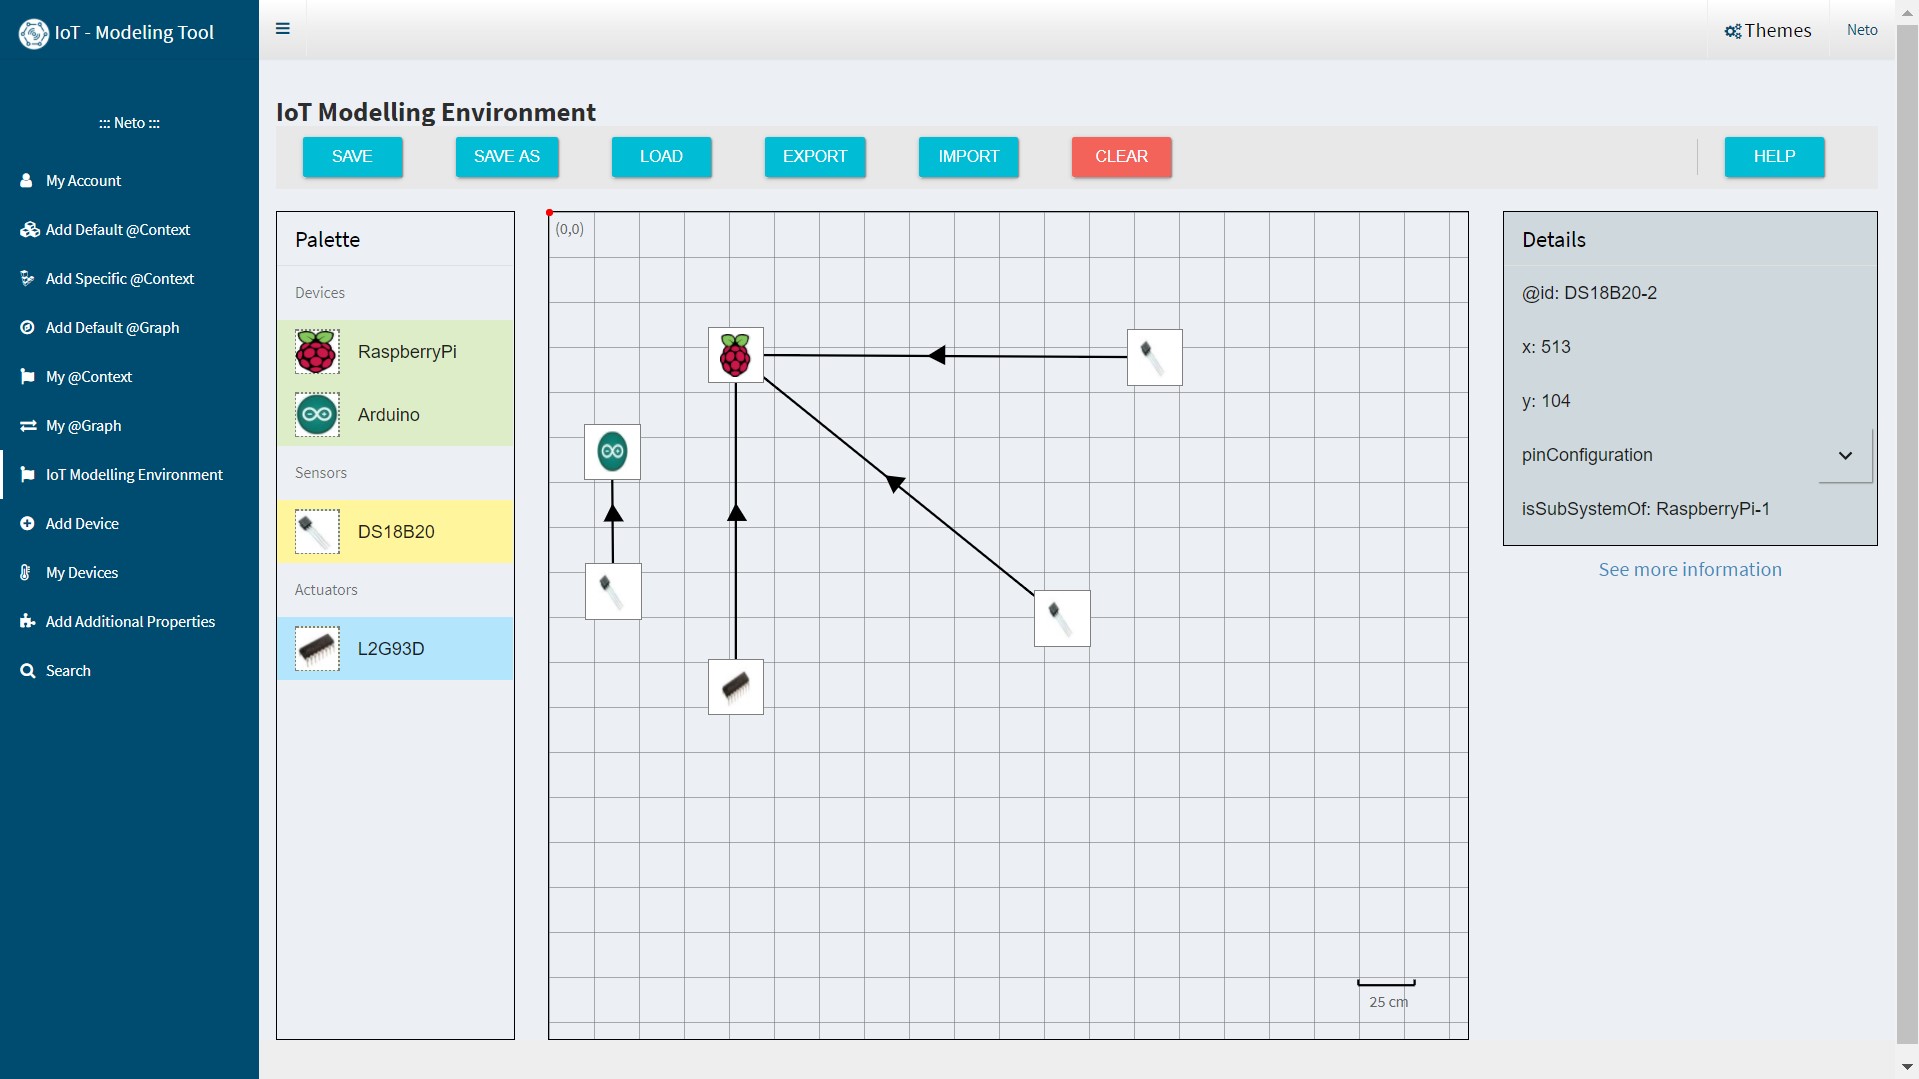 IoT - Modeling Tool
Themes
Neto
::: Neto :::
My Account
Add Default @Context
Add Specific @Context
Add Default @Graph
My @Context
My @Graph
IoT Modelling Environment
Add Device
My Devices
Add Additional Properties
Search
IoT Modelling Environment
SAVE
SAVE AS
LOAD
EXPORT
IMPORT
CLEAR
HELP
Palette
Devices
RaspberryPi
Arduino
Sensors
DS18B20
Actuators
L2G93D
(0,0)
25 cm
Details
@id: DS18B20-2
x: 513
y: 104
pinConfiguration
isSubSystemOf: RaspberryPi-1
See more information